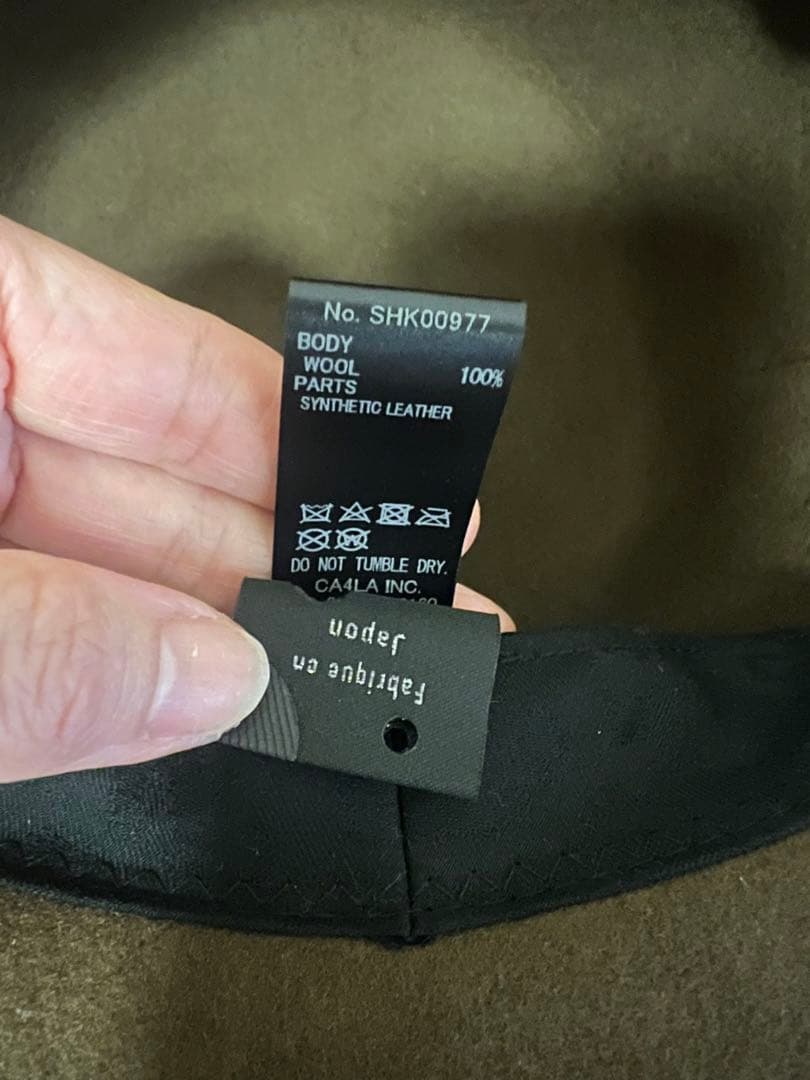 No. SHK00977
BODY
WOOL 100%
PARTS
SYNTHETIC LEATHER
DO NOT TUMBLE DRY.
CA4LA INC.
Fabrique en
Japon